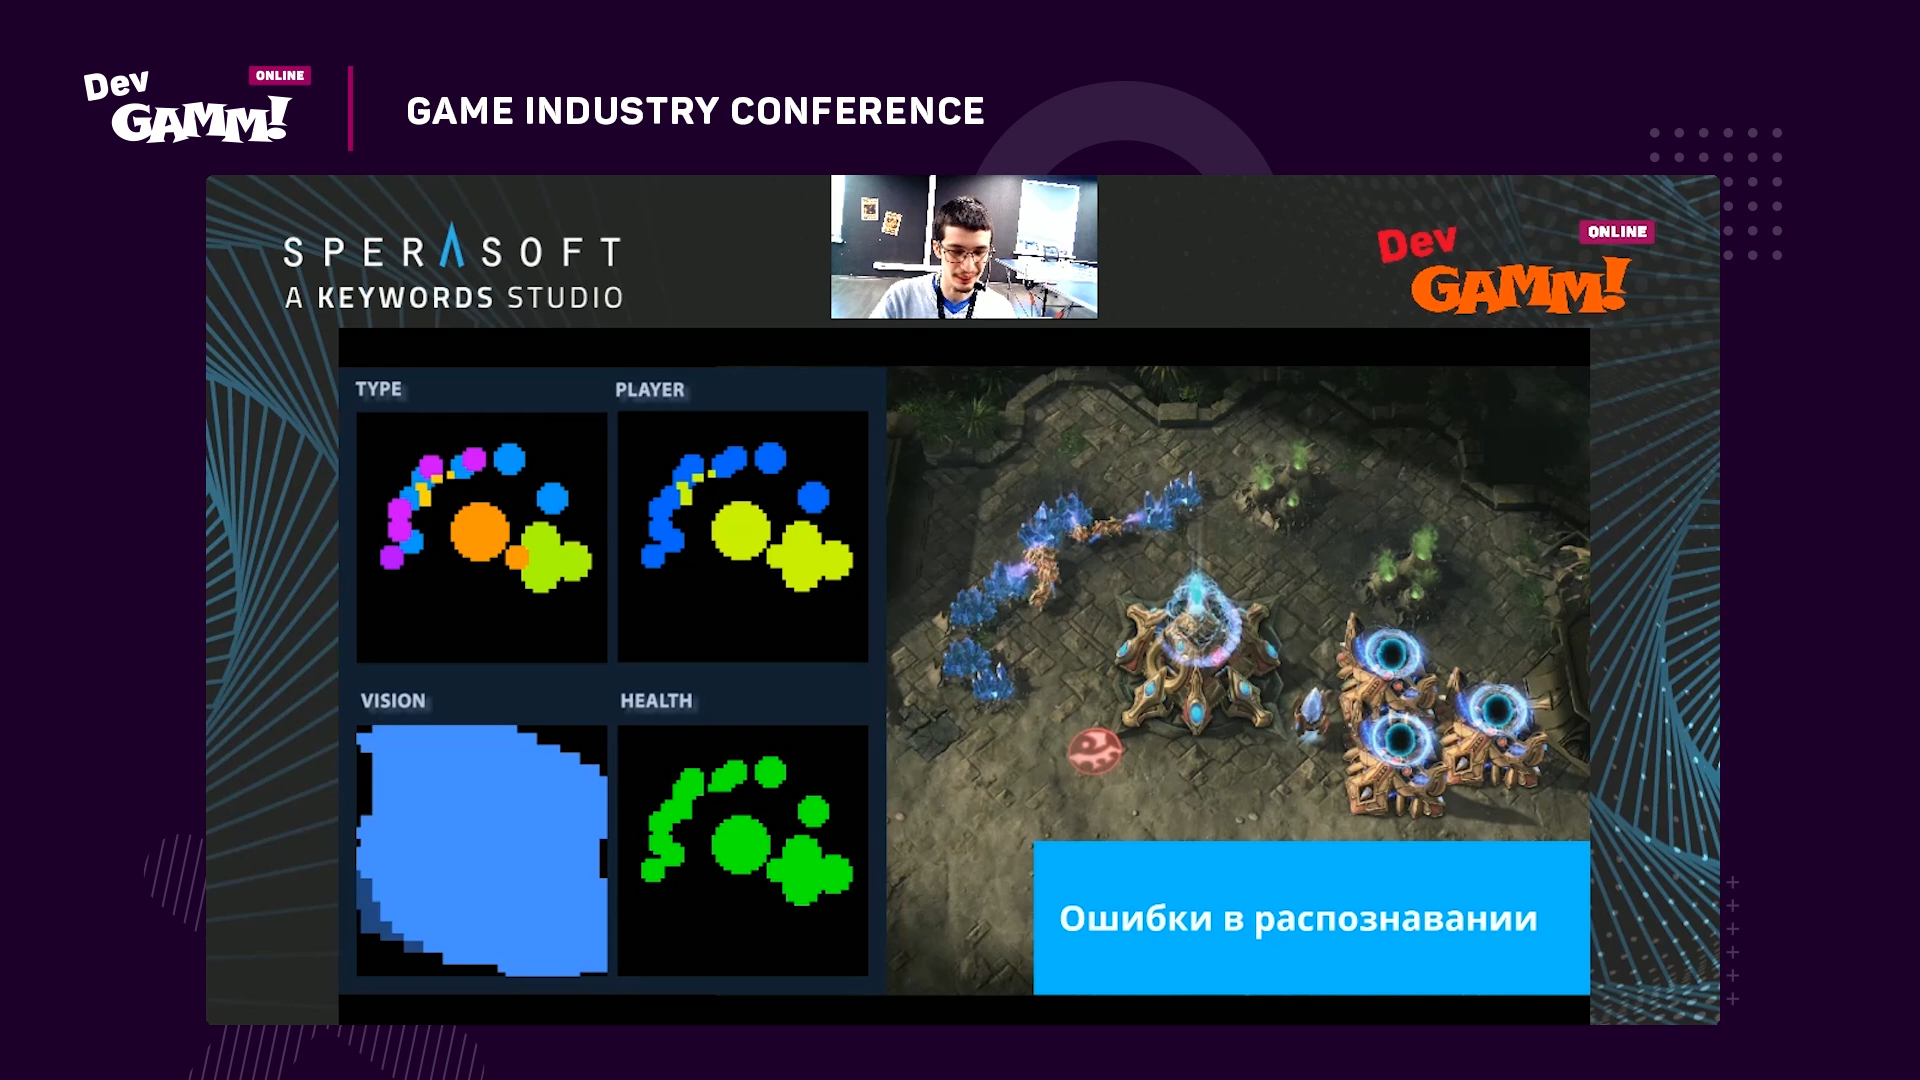 Dev
GAMM!
ONLINE
GAME INDUSTRY CONFERENCE
SPERASOFT
A KEYWORDS STUDIO
Dev
GAMM!
ONLINE
TYPE
PLAYER
VISION
HEALTH
Ошибки в распознавании